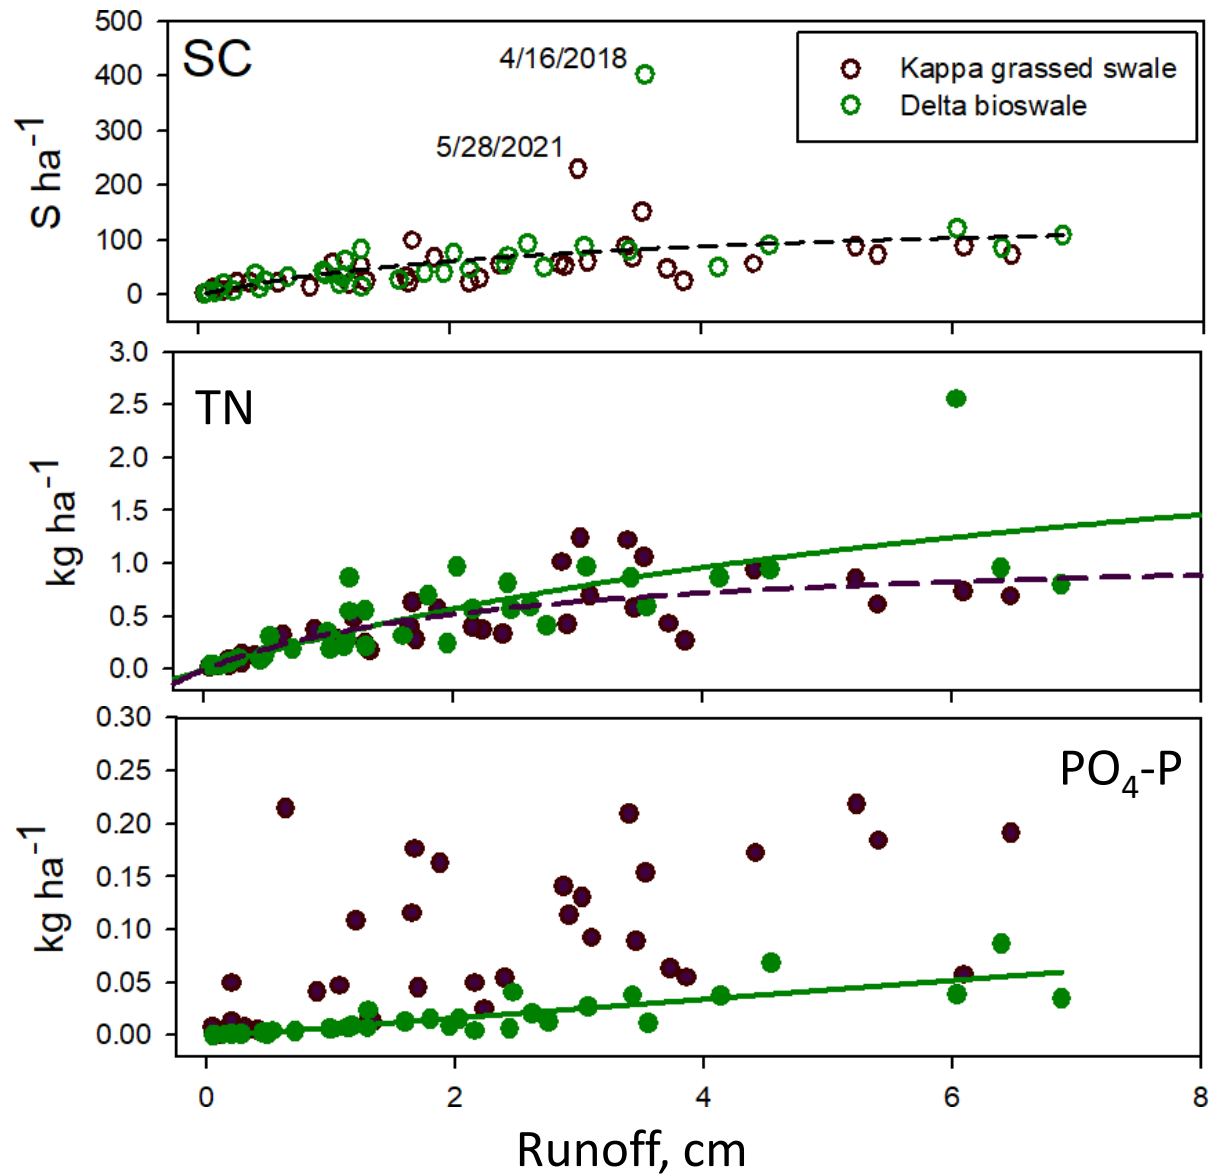 500
400
300
200
100
0
S ha⁻¹
SC
4/16/2018
5/28/2021
Kappa grassed swale
Delta bioswale
3.0
2.5
2.0
1.5
1.0
0.5
0.0
kg ha⁻¹
TN
0.30
0.25
0.20
0.15
0.10
0.05
0.00
kg ha⁻¹
PO₄-P
0 2 4 6 8
Runoff, cm